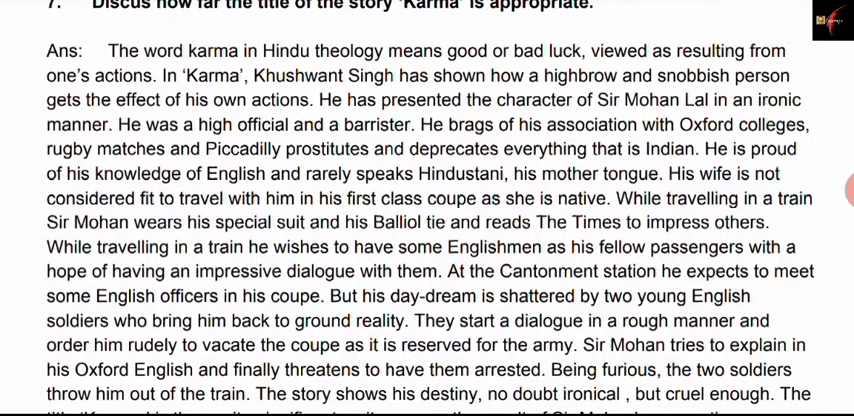 7. Discus how far the title of the story 'Karma' is appropriate.
Ans: The word karma in Hindu theology means good or bad luck, viewed as resulting from
one's actions. In 'Karma', Khushwant Singh has shown how a highbrow and snobbish person
gets the effect of his own actions. He has presented the character of Sir Mohan Lal in an ironic
manner. He was a high official and a barrister. He brags of his association with Oxford colleges,
rugby matches and Piccadilly prostitutes and deprecates everything that is Indian. He is proud
of his knowledge of English and rarely speaks Hindustani, his mother tongue. His wife is not
considered fit to travel with him in his first class coupe as she is native. While travelling in a train
Sir Mohan wears his special suit and his Balliol tie and reads The Times to impress others.
While travelling in a train he wishes to have some Englishmen as his fellow passengers with a
hope of having an impressive dialogue with them. At the Cantonment station he expects to meet
some English officers in his coupe. But his day-dream is shattered by two young English
soldiers who bring him back to ground reality. They start a dialogue in a rough manner and
order him rudely to vacate the coupe as it is reserved for the army. Sir Mohan tries to explain in
his Oxford English and finally threatens to have them arrested. Being furious, the two soldiers
throw him out of the train. The story shows his destiny, no doubt ironical , but cruel enough. The